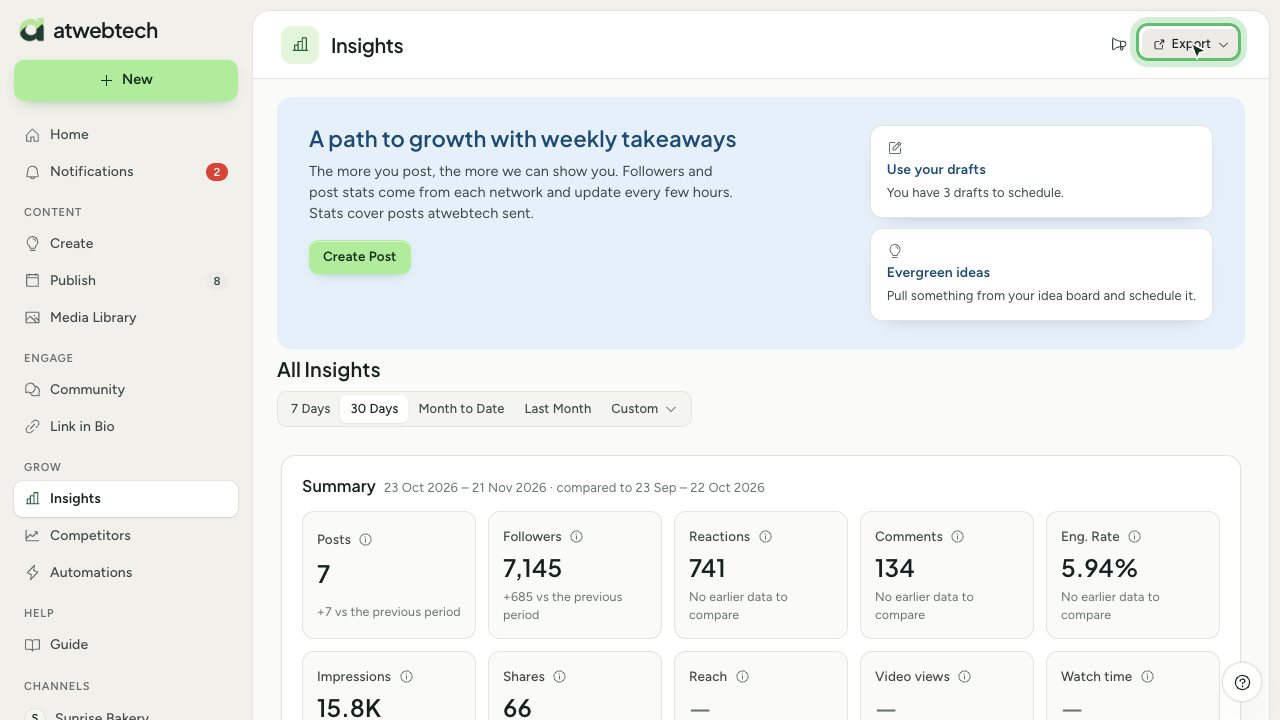 atwebtech
New
Home
Notifications 2
CONTENT
Create
Publish 8
Media Library
ENGAGE
Community
Link in Bio
GROW
Insights
Competitors
Automations
HELP
Guide
CHANNELS
S Sunrise Bakery
Insights
Export
A path to growth with weekly takeaways
The more you post, the more we can show you. Followers and
post stats come from each network and update every few hours.
Stats cover posts atwebtech sent.
Create Post
Use your drafts
You have 3 drafts to schedule.
Evergreen ideas
Pull something from your idea board and schedule it.
All Insights
7 Days 30 Days Month to Date Last Month Custom
Summary 23 Oct 2026 – 21 Nov 2026 · compared to 23 Sep – 22 Oct 2026
Posts
7
+7 vs the previous period
Followers
7,145
+685 vs the previous
period
Reactions
741
No earlier data to
compare
Comments
134
No earlier data to
compare
Eng. Rate
5.94%
No earlier data to
compare
Impressions
15.8K
Shares
66
Reach
—
Video views
—
Watch time
—